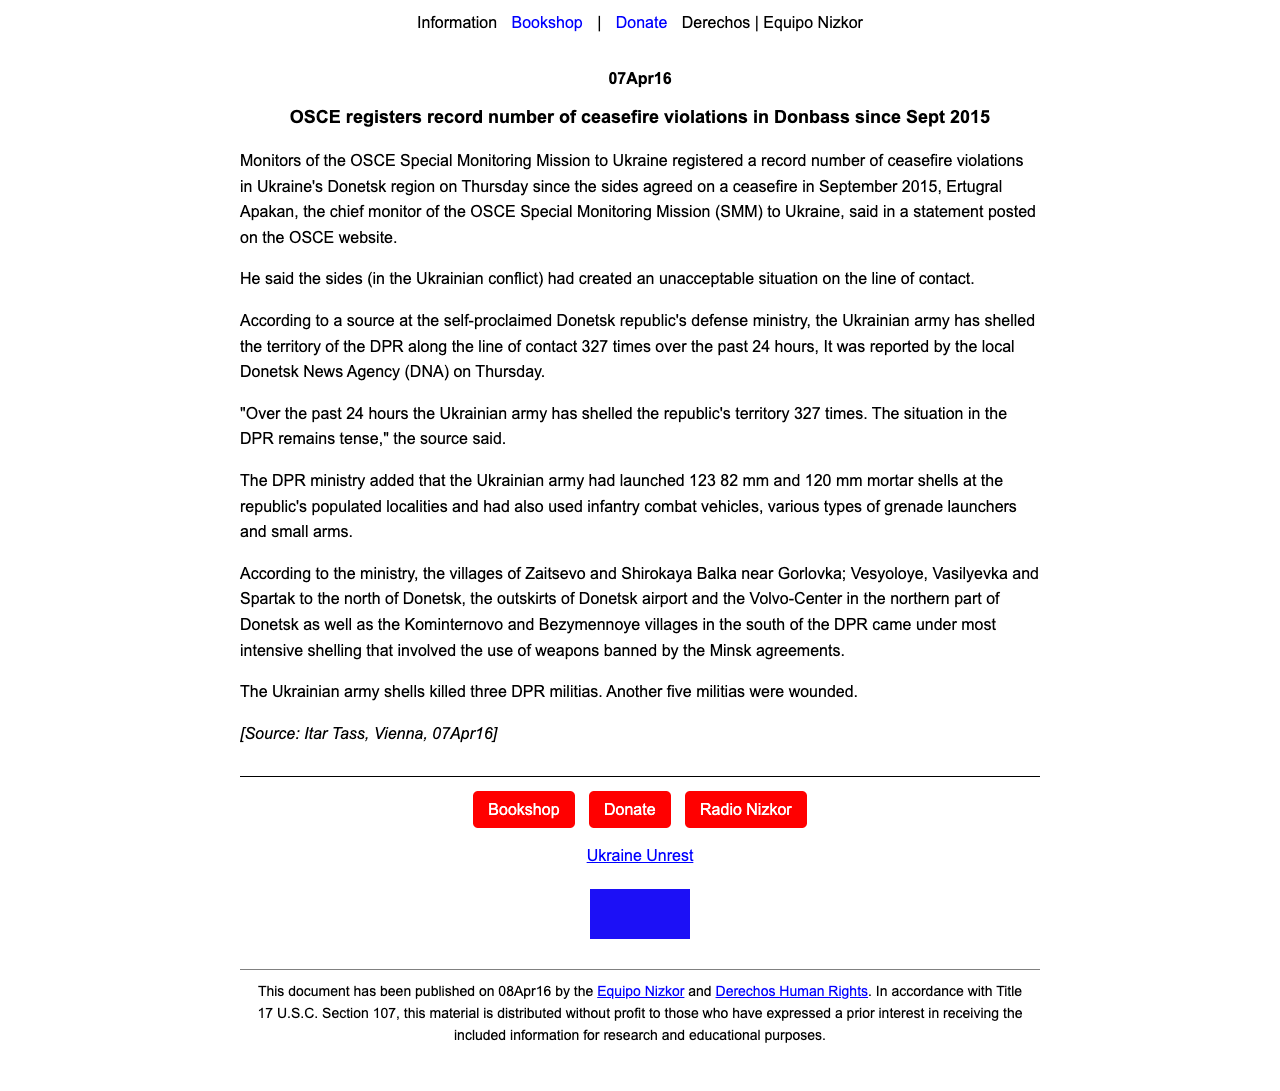 Information Bookshop | Donate Derechos | Equipo Nizkor
07Apr16
OSCE registers record number of ceasefire violations in Donbass since Sept 2015
Monitors of the OSCE Special Monitoring Mission to Ukraine registered a record number of ceasefire violations
in Ukraine's Donetsk region on Thursday since the sides agreed on a ceasefire in September 2015, Ertugral
Apakan, the chief monitor of the OSCE Special Monitoring Mission (SMM) to Ukraine, said in a statement posted
on the OSCE website.
He said the sides (in the Ukrainian conflict) had created an unacceptable situation on the line of contact.
According to a source at the self-proclaimed Donetsk republic's defense ministry, the Ukrainian army has shelled
the territory of the DPR along the line of contact 327 times over the past 24 hours, It was reported by the local
Donetsk News Agency (DNA) on Thursday.
"Over the past 24 hours the Ukrainian army has shelled the republic's territory 327 times. The situation in the
DPR remains tense," the source said.
The DPR ministry added that the Ukrainian army had launched 123 82 mm and 120 mm mortar shells at the
republic's populated localities and had also used infantry combat vehicles, various types of grenade launchers
and small arms.
According to the ministry, the villages of Zaitsevo and Shirokaya Balka near Gorlovka; Vesyoloye, Vasilyevka and
Spartak to the north of Donetsk, the outskirts of Donetsk airport and the Volvo-Center in the northern part of
Donetsk as well as the Kominternovo and Bezymennoye villages in the south of the DPR came under most
intensive shelling that involved the use of weapons banned by the Minsk agreements.
The Ukrainian army shells killed three DPR militias. Another five militias were wounded.
[Source: Itar Tass, Vienna, 07Apr16]
Bookshop Donate Radio Nizkor
Ukraine Unrest
This document has been published on 08Apr16 by the Equipo Nizkor and Derechos Human Rights. In accordance with Title
17 U.S.C. Section 107, this material is distributed without profit to those who have expressed a prior interest in receiving the
included information for research and educational purposes.